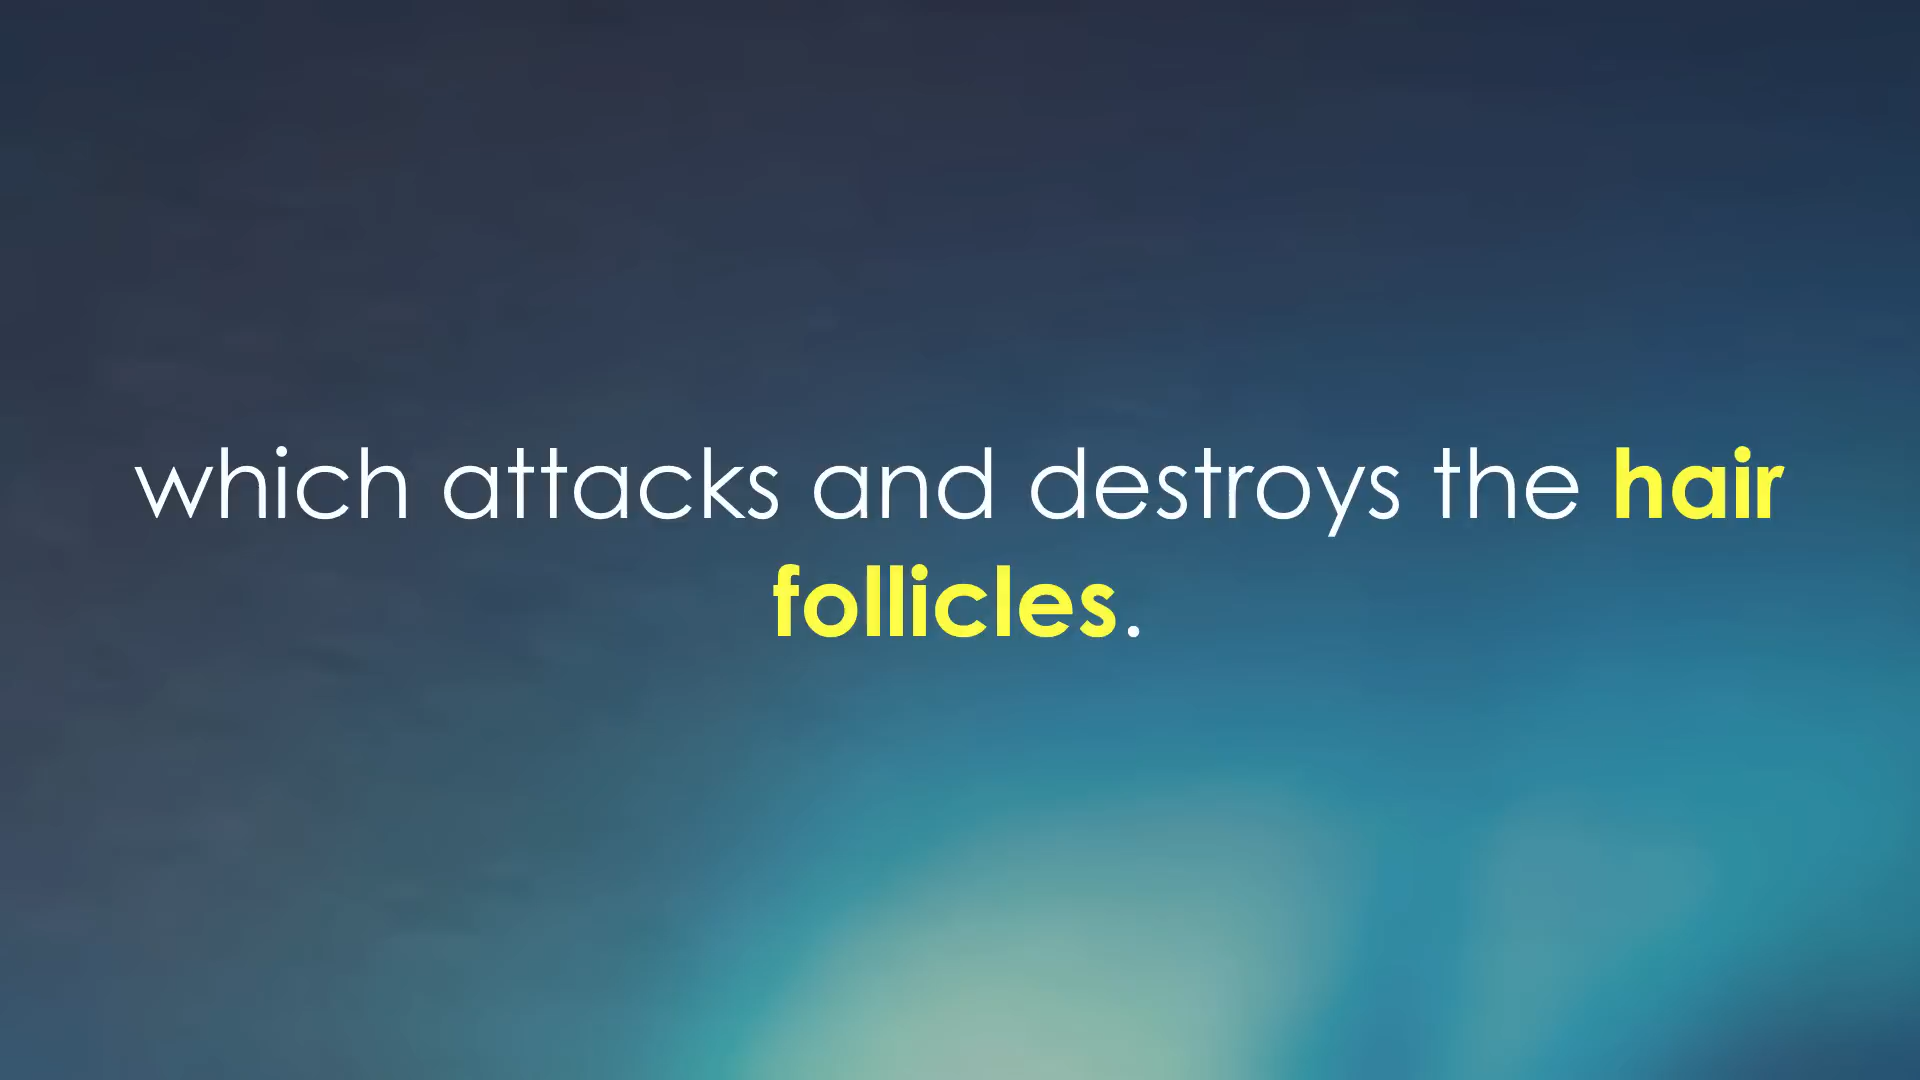 which attacks and destroys the hair
follicles.